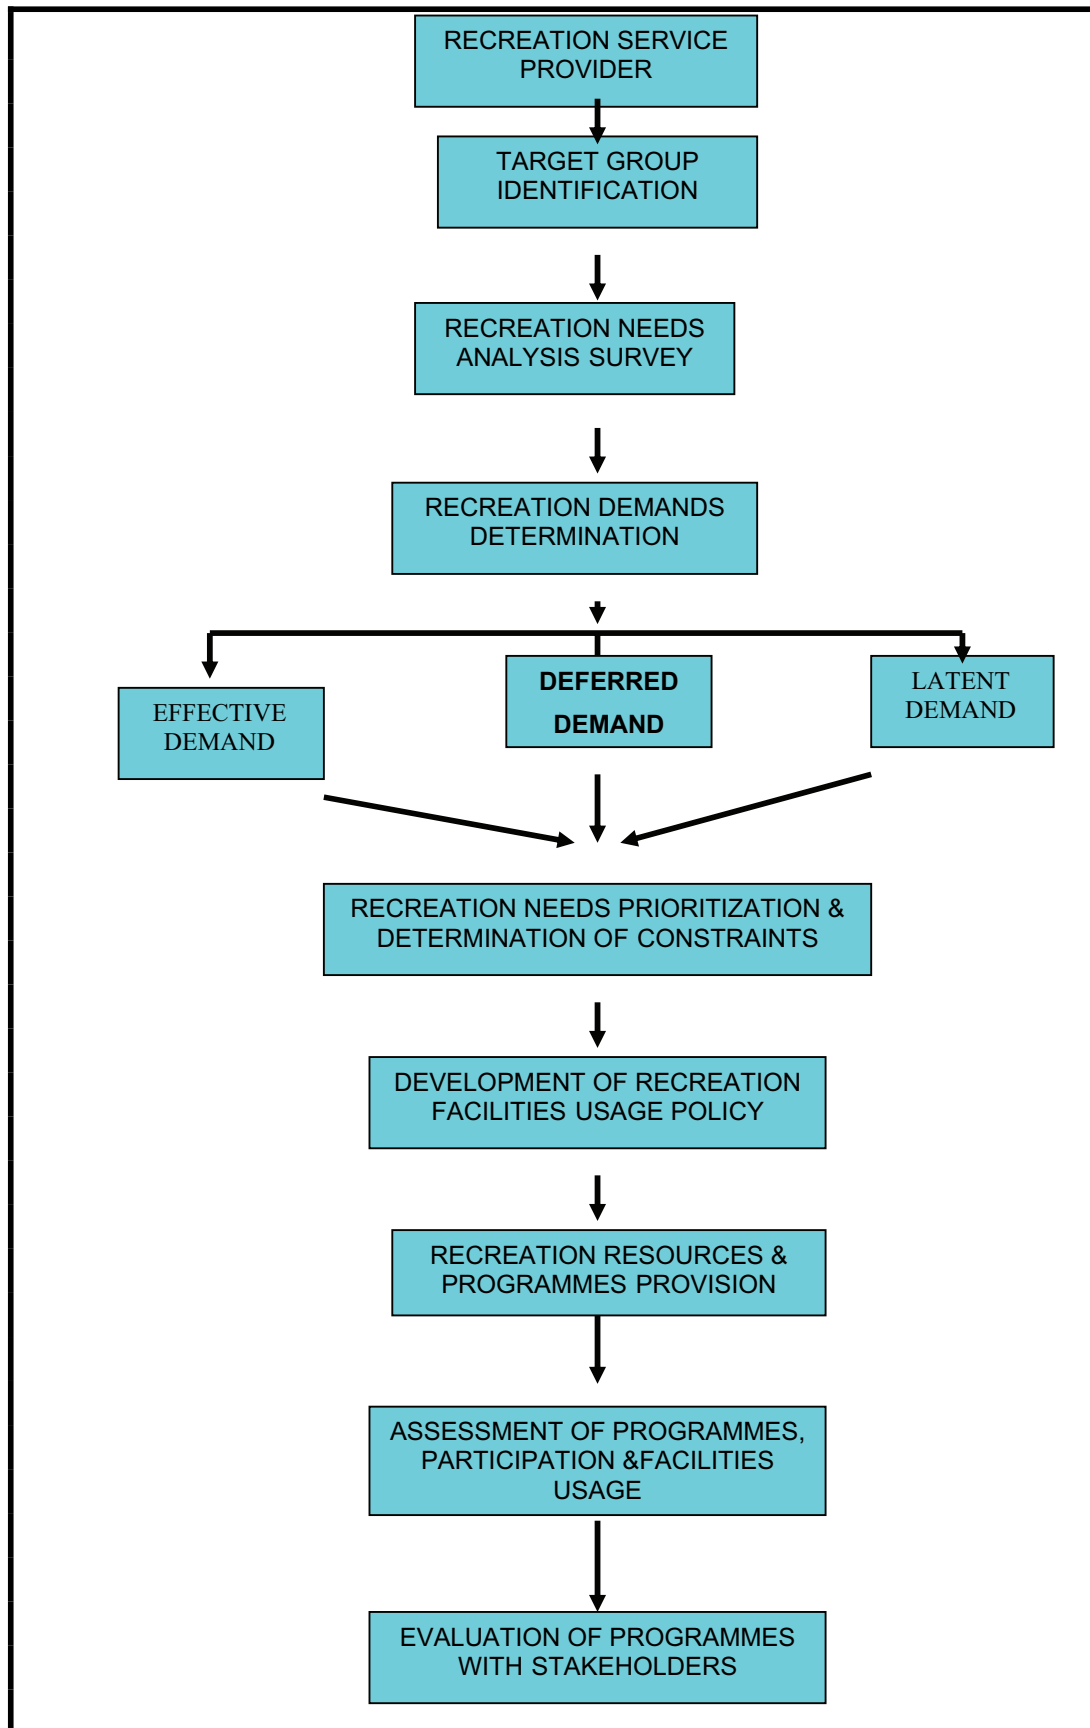 RECREATION SERVICE
PROVIDER
TARGET GROUP
IDENTIFICATION
RECREATION NEEDS
ANALYSIS SURVEY
RECREATION DEMANDS
DETERMINATION
EFFECTIVE
DEMAND
DEFERRED
DEMAND
LATENT
DEMAND
RECREATION NEEDS PRIORITIZATION &
DETERMINATION OF CONSTRAINTS
DEVELOPMENT OF RECREATION
FACILITIES USAGE POLICY
RECREATION RESOURCES &
PROGRAMMES PROVISION
ASSESSMENT OF PROGRAMMES,
PARTICIPATION &FACILITIES
USAGE
EVALUATION OF PROGRAMMES
WITH STAKEHOLDERS